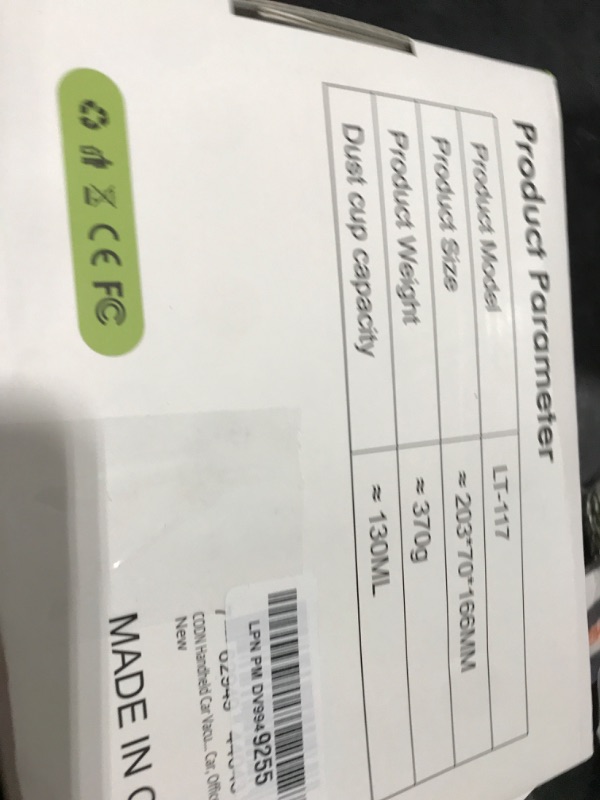 Product Parameter
Product Model LT-117
Product Size ≈ 203*70*166MM
Product Weight ≈ 370g
Dust cup capacity ≈ 130ML
CE FC
LPN PM DV9949255
CODN Handheld Car Vacu... Car, Offic
New
MADE IN C